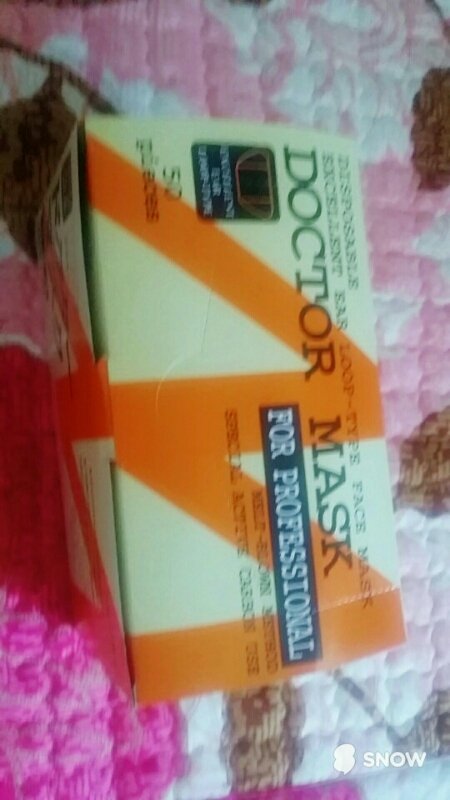 DISPOSABLE
EXCELLENT EAR LOOP-TYPE FACE MASK
DOCTOR MASK
FOR PROFESSIONAL
MELT-BLOWN METHOD
SPECIAL ACTIVE CARBON USE
50
SNOW